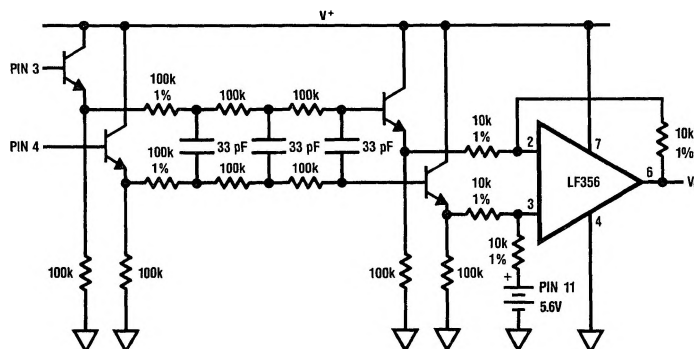 V+
PIN 3
100k
1%
100k
100k
PIN 4
33 pF
33 pF
33 pF
100k
1%
100k
100k
10k
1%
10k
1%
2
7
LF356
6
V
3
4
10k
1%
10k
1%
100k
100k
100k
100k
+
PIN 11
5.6V